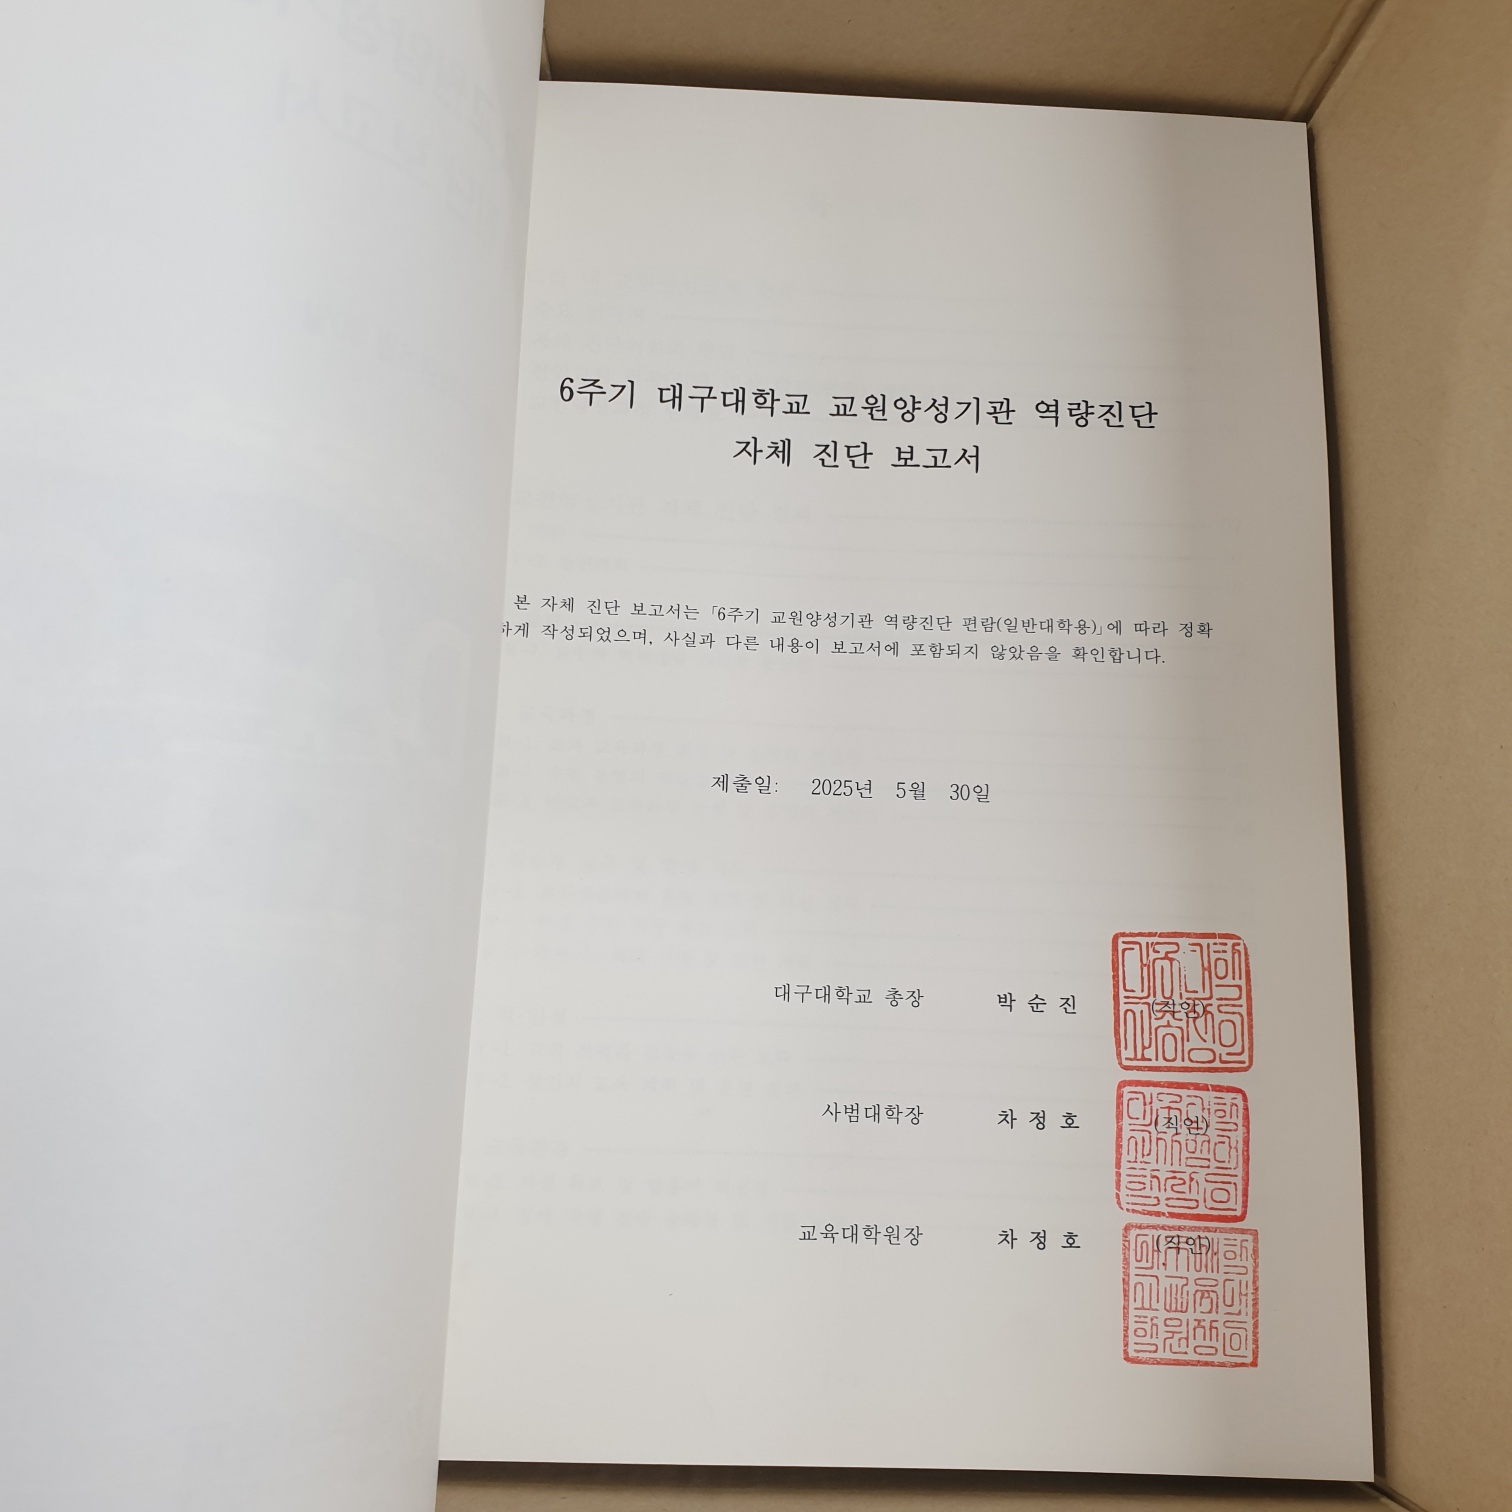 6주기 대구대학교 교원양성기관 역량진단
자체 진단 보고서
본 자체 진단 보고서는 「6주기 교원양성기관 역량진단 편람(일반대학용)」에 따라 정확
하게 작성되었으며, 사실과 다른 내용이 보고서에 포함되지 않았음을 확인합니다.
제출일: 2025년 5월 30일
대구대학교 총장 박 순 진 (직인)
사범대학장 차 정 호 (직인)
교육대학원장 차 정 호 (직인)